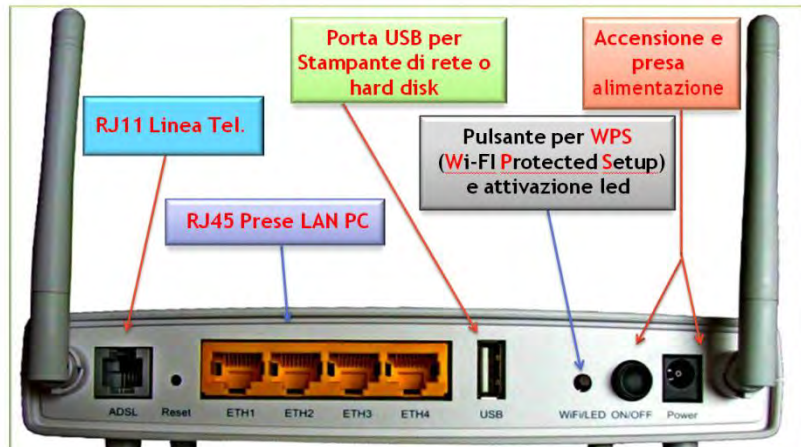 Porta USB per
Stampante di rete o
hard disk
Accensione e
presa
alimentazione
RJ11 Linea Tel.
Pulsante per WPS
(Wi-FI Protected Setup)
e attivazione led
RJ45 Prese LAN PC
ADSL Reset ETH1 ETH2 ETH3 ETH4 USB WiFi/LED ON/OFF Power